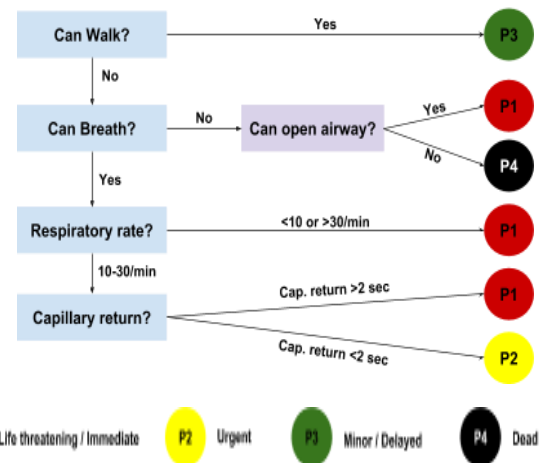 Can Walk?
Yes
P3
No
Can Breath?
No
Can open airway?
Yes
P1
No
P4
Yes
Respiratory rate?
<10 or >30/min
P1
10-30/min
Capillary return?
Cap. return >2 sec
P1
Cap. return <2 sec
P2
Life threatening / Immediate
P2
Urgent
P3
Minor / Delayed
P4
Dead